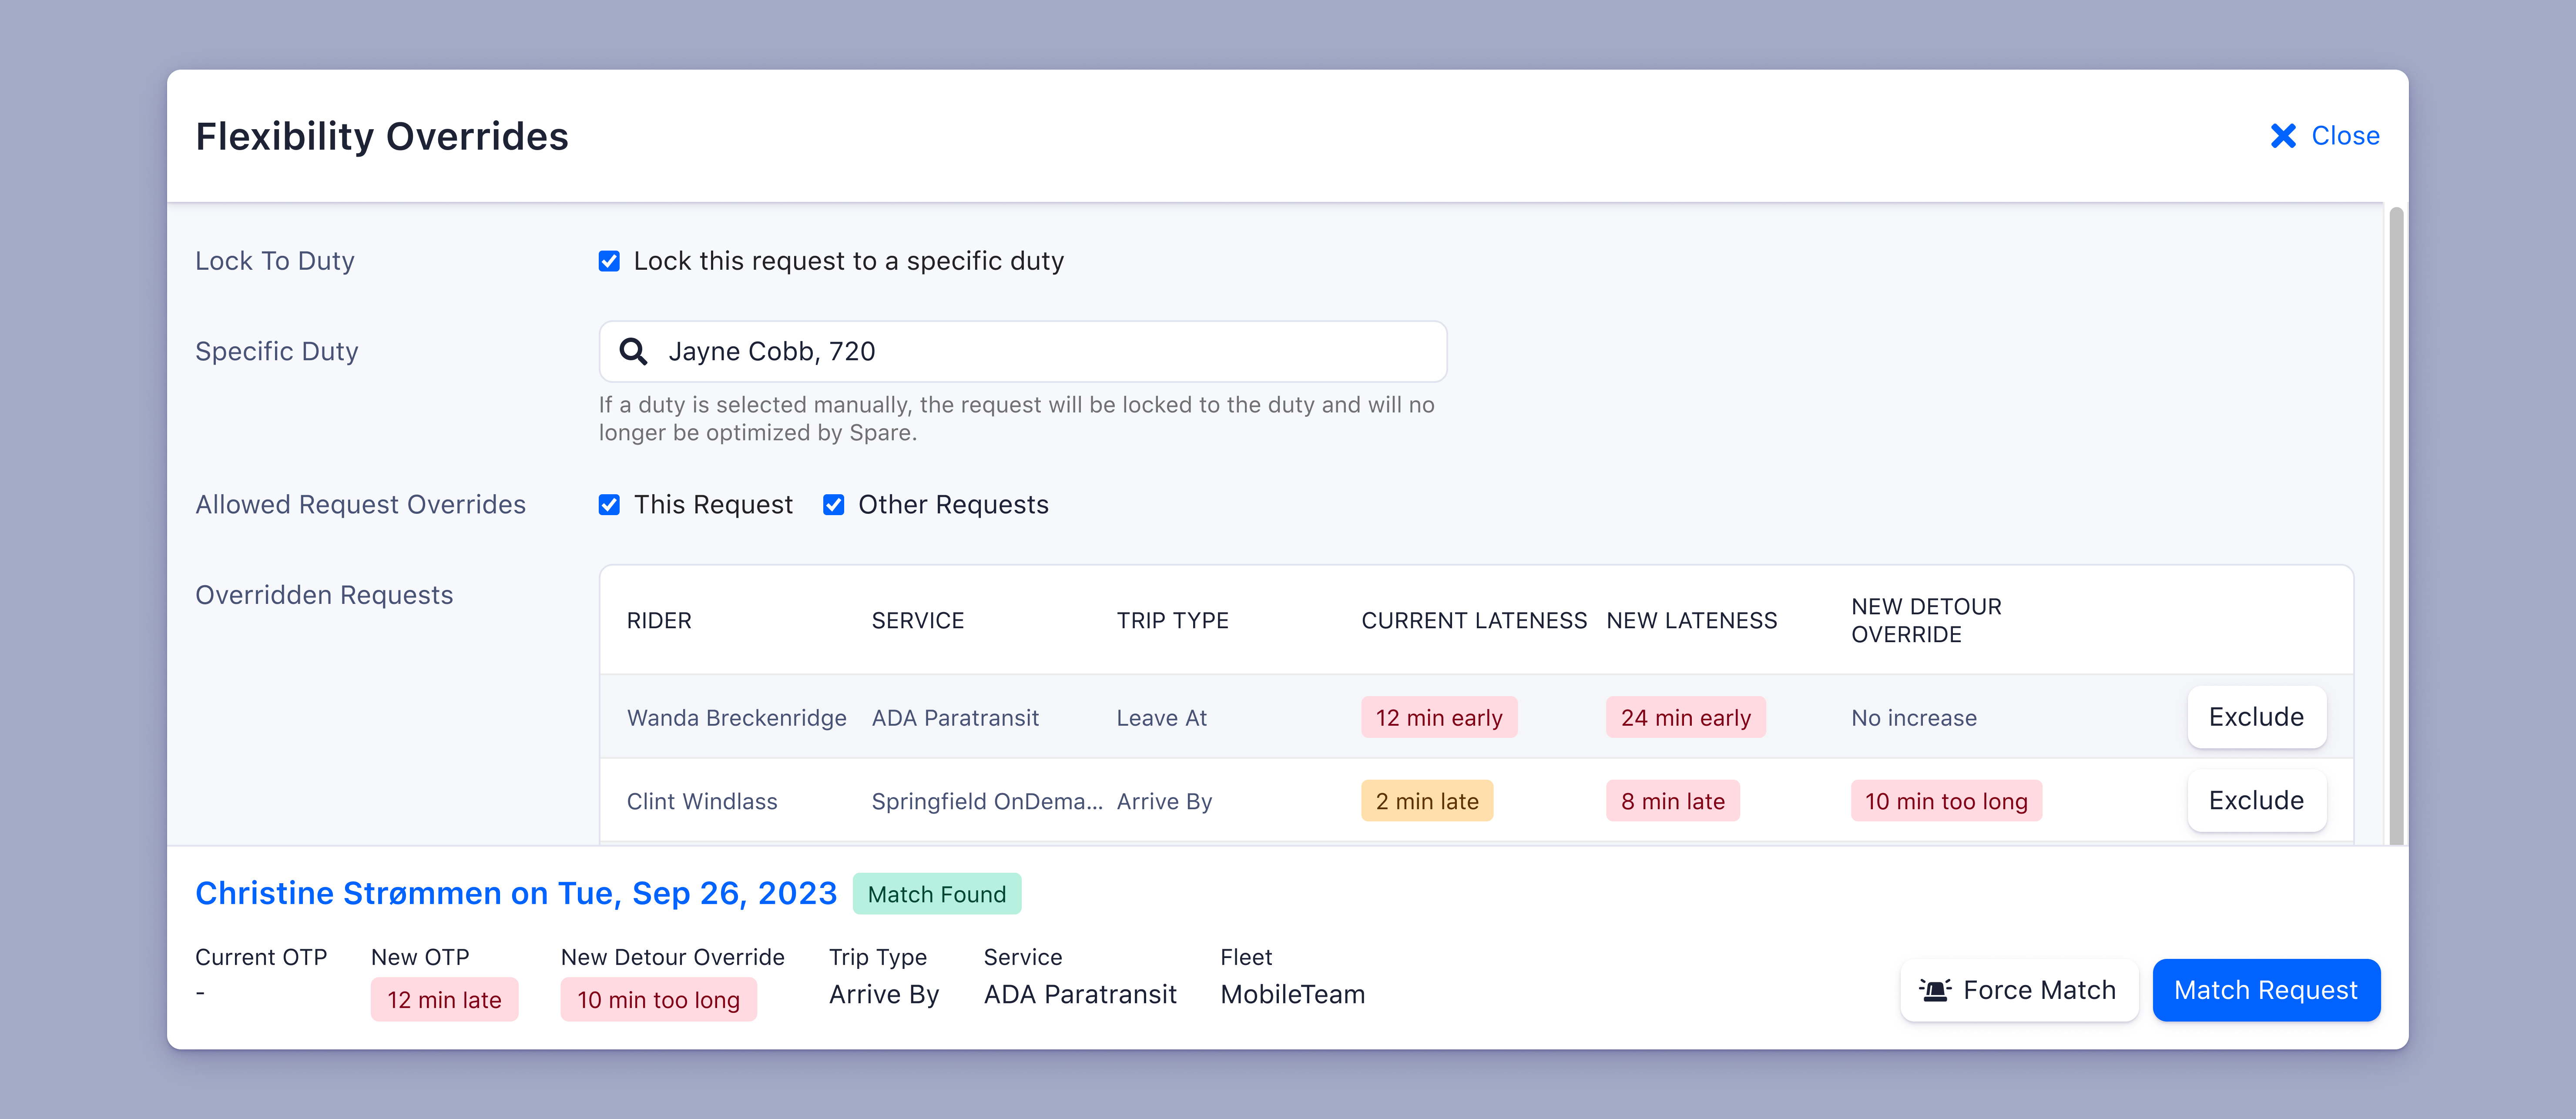 Flexibility Overrides
Close
Lock To Duty
Lock this request to a specific duty
Specific Duty
Jayne Cobb, 720
If a duty is selected manually, the request will be locked to the duty and will no
longer be optimized by Spare.
Allowed Request Overrides
This Request
Other Requests
Overridden Requests
RIDER
SERVICE
TRIP TYPE
CURRENT LATENESS
NEW LATENESS
NEW DETOUR
OVERRIDE
Wanda Breckenridge
ADA Paratransit
Leave At
12 min early
24 min early
No increase
Exclude
Clint Windlass
Springfield OnDema...
Arrive By
2 min late
8 min late
10 min too long
Exclude
Christine Strømmen on Tue, Sep 26, 2023
Match Found
Current OTP
-
New OTP
12 min late
New Detour Override
10 min too long
Trip Type
Arrive By
Service
ADA Paratransit
Fleet
MobileTeam
Force Match
Match Request